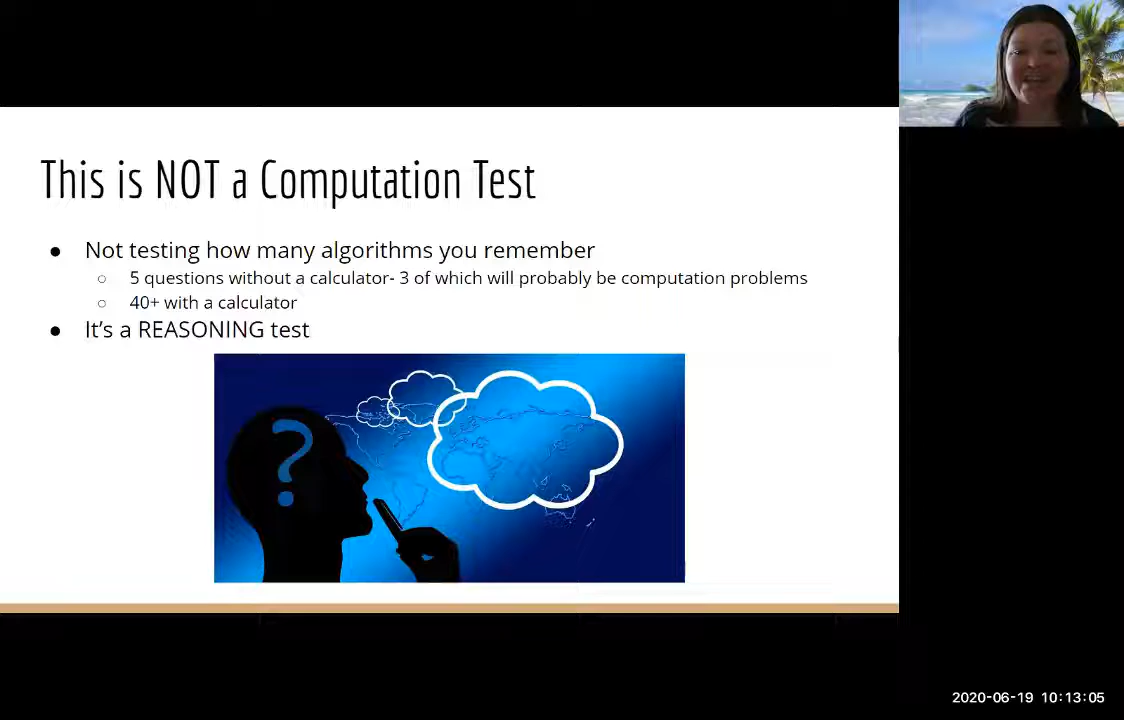 This is NOT a Computation Test
● Not testing how many algorithms you remember
○ 5 questions without a calculator- 3 of which will probably be computation problems
○ 40+ with a calculator
● It's a REASONING test
?
2020-06-19 10:13:05